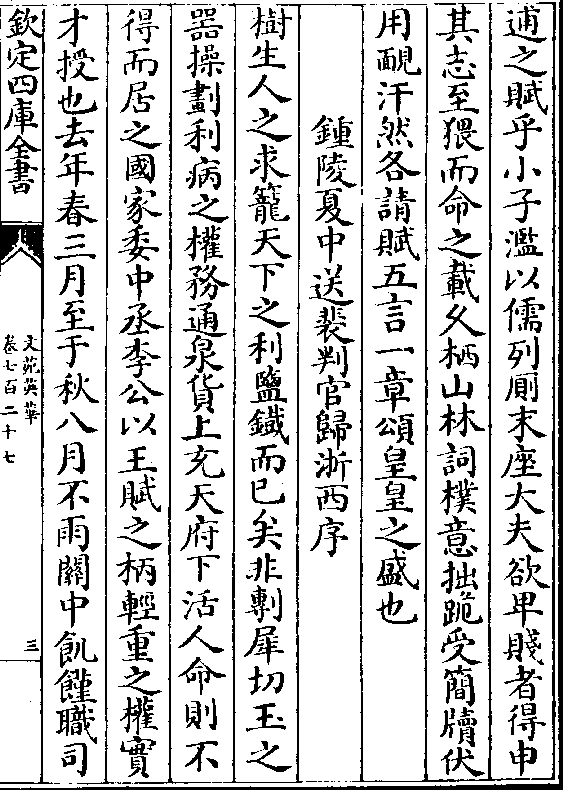 逋之賦乎小子濫以儒列厠末座大夫欲卑賤者得申
其志至猥而命之載久栖山林詞樸意拙跪受簡牘伏
用靦汗然各請賦五言一章頌皇皇之盛也
鍾陵夏中送裴判官歸浙西序
樹生人之求籠天下之利鹽鐵而已矣非剸犀切玉之
器操劃利病之權務通泉貨上充天府下活人命則不
得而居之國家委中丞李公以王賦之柄輕重之權實
才授也去年春三月至于秋八月不雨關中飢饉職司
欽定四庫全書
文苑英華
卷七百二十七
三